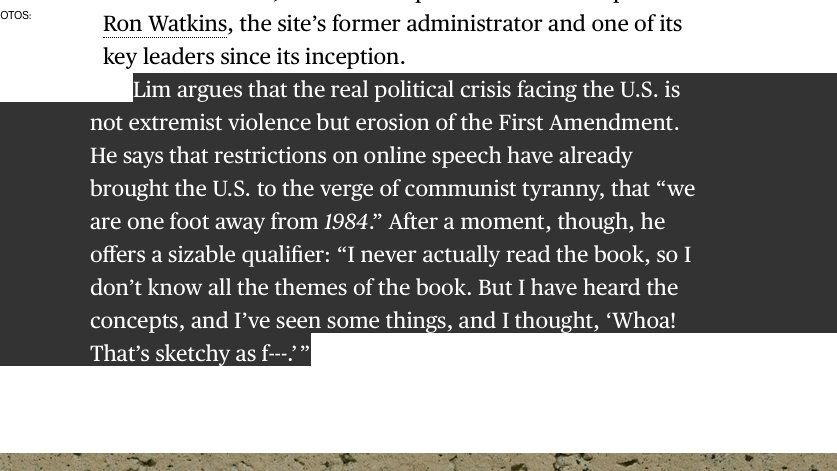 OTOS:
Ron Watkins, the site’s former administrator and one of its
key leaders since its inception.
Lim argues that the real political crisis facing the U.S. is
not extremist violence but erosion of the First Amendment.
He says that restrictions on online speech have already
brought the U.S. to the verge of communist tyranny, that “we
are one foot away from 1984.” After a moment, though, he
offers a sizable qualifier: “I never actually read the book, so I
don’t know all the themes of the book. But I have heard the
concepts, and I’ve seen some things, and I thought, ‘Whoa!
That’s sketchy as f---.’ ”